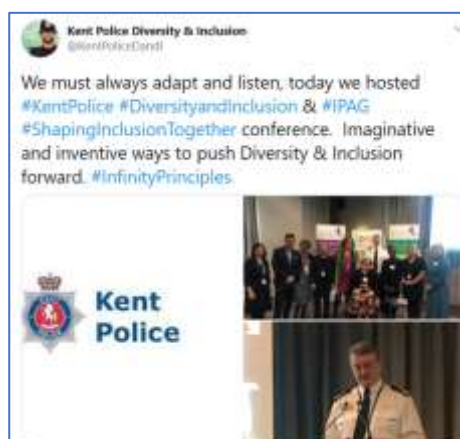 Kent Police Diversity & Inclusion
@KentPoliceDandI
We must always adapt and listen, today we hosted
#KentPolice #DiversityandInclusion & #IPAG
#ShapingInclusionTogether conference.  Imaginative
and inventive ways to push Diversity & Inclusion
forward. #InfinityPrinciples
Kent
Police